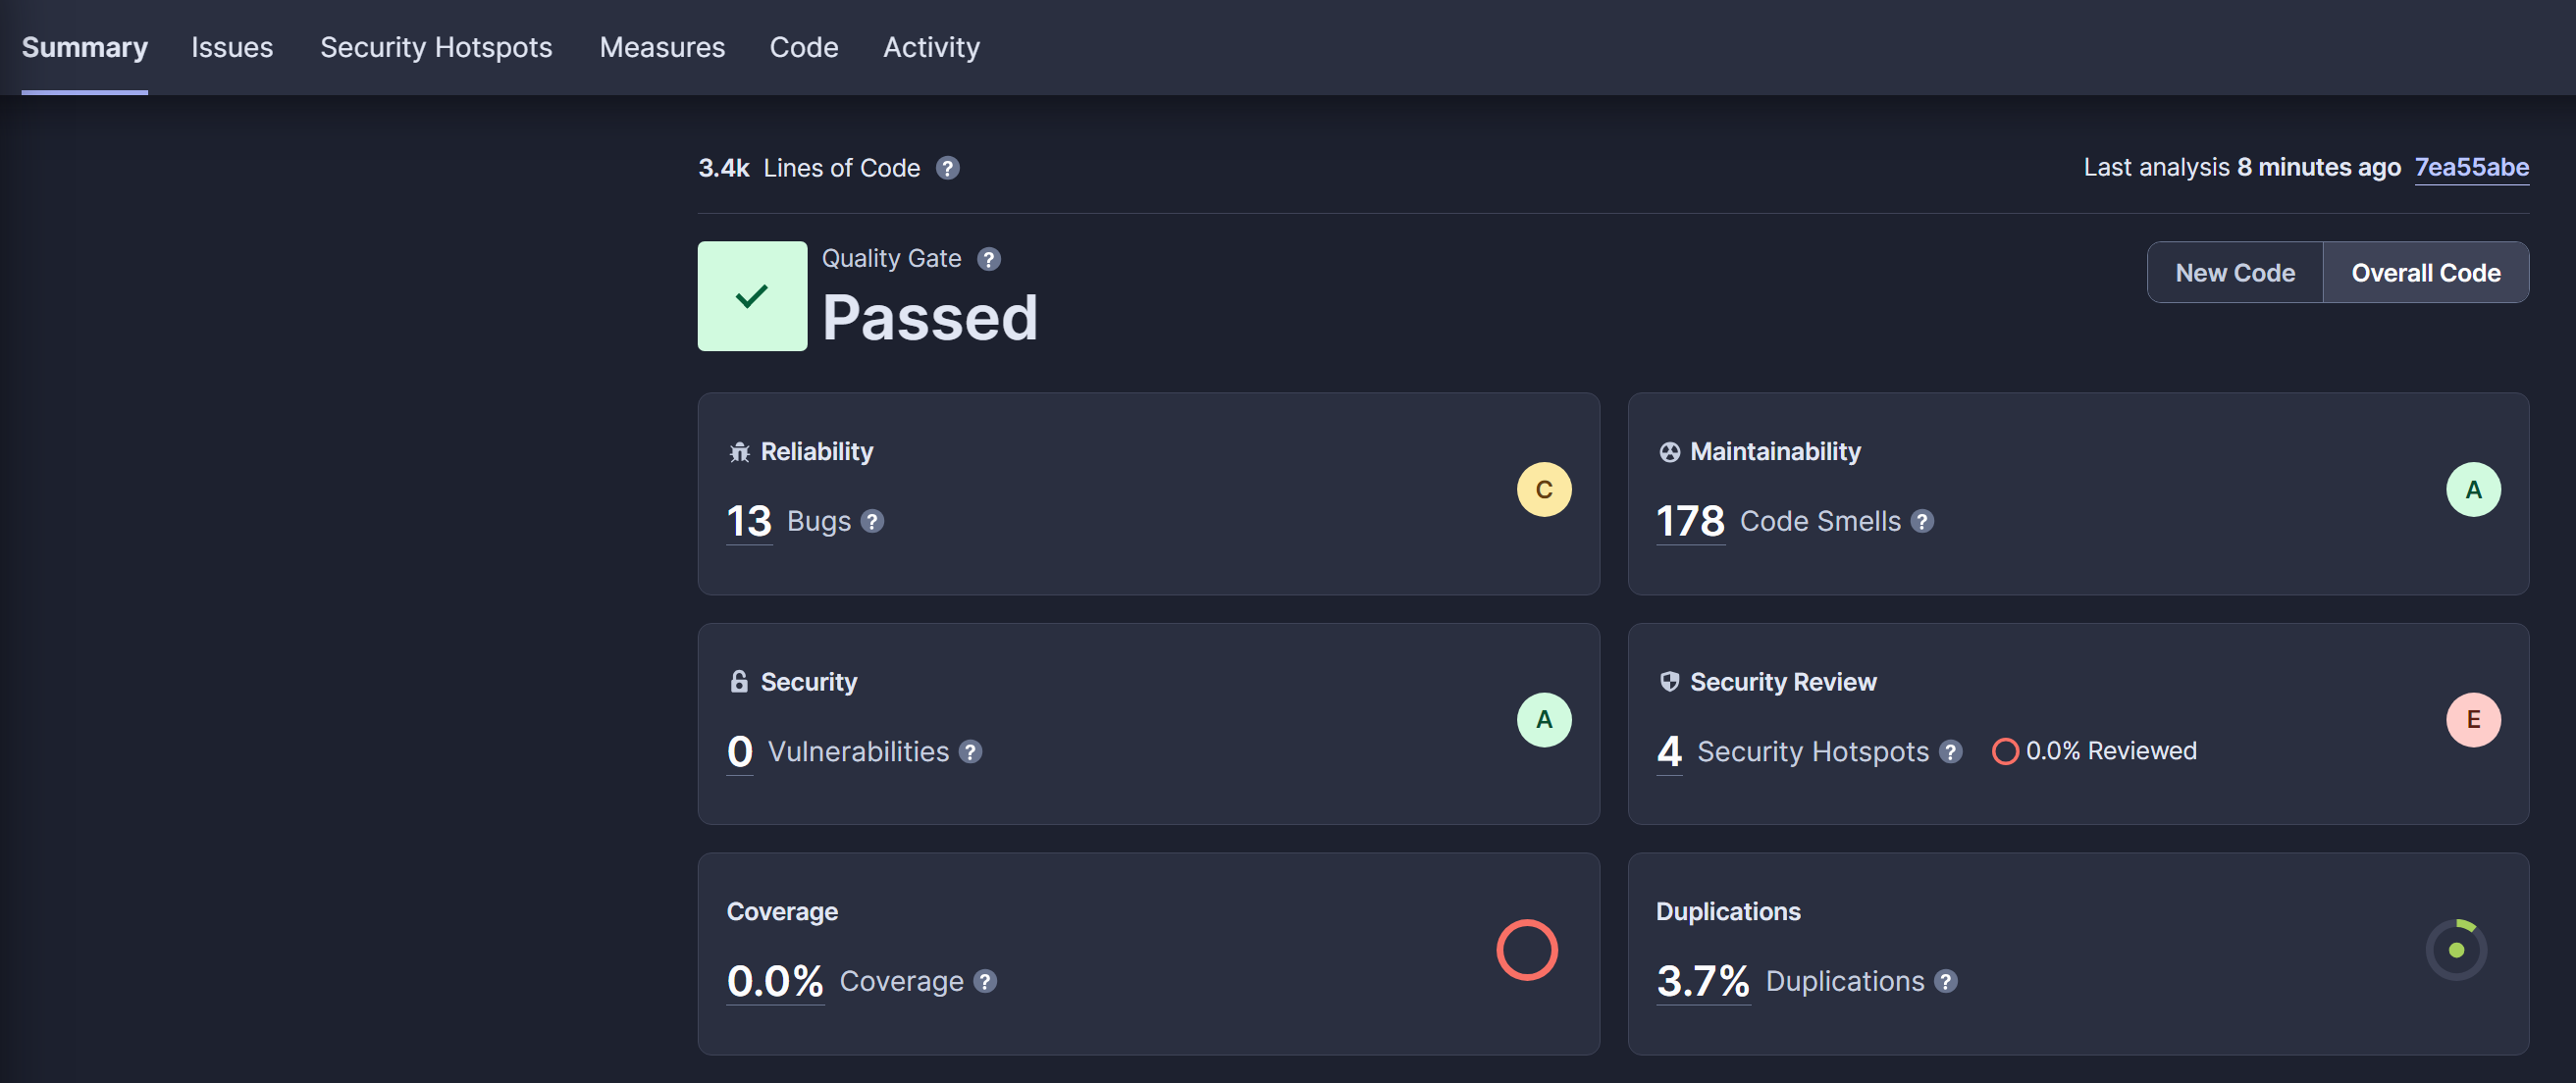 Summary Issues Security Hotspots Measures Code Activity
3.4k Lines of Code ?
Last analysis 8 minutes ago 7ea55abe
Quality Gate ?
Passed
New Code Overall Code
Reliability
13 Bugs ?
C
Maintainability
178 Code Smells ?
A
Security
0 Vulnerabilities ?
A
Security Review
4 Security Hotspots ? 0.0% Reviewed
E
Coverage
0.0% Coverage ?
Duplications
3.7% Duplications ?